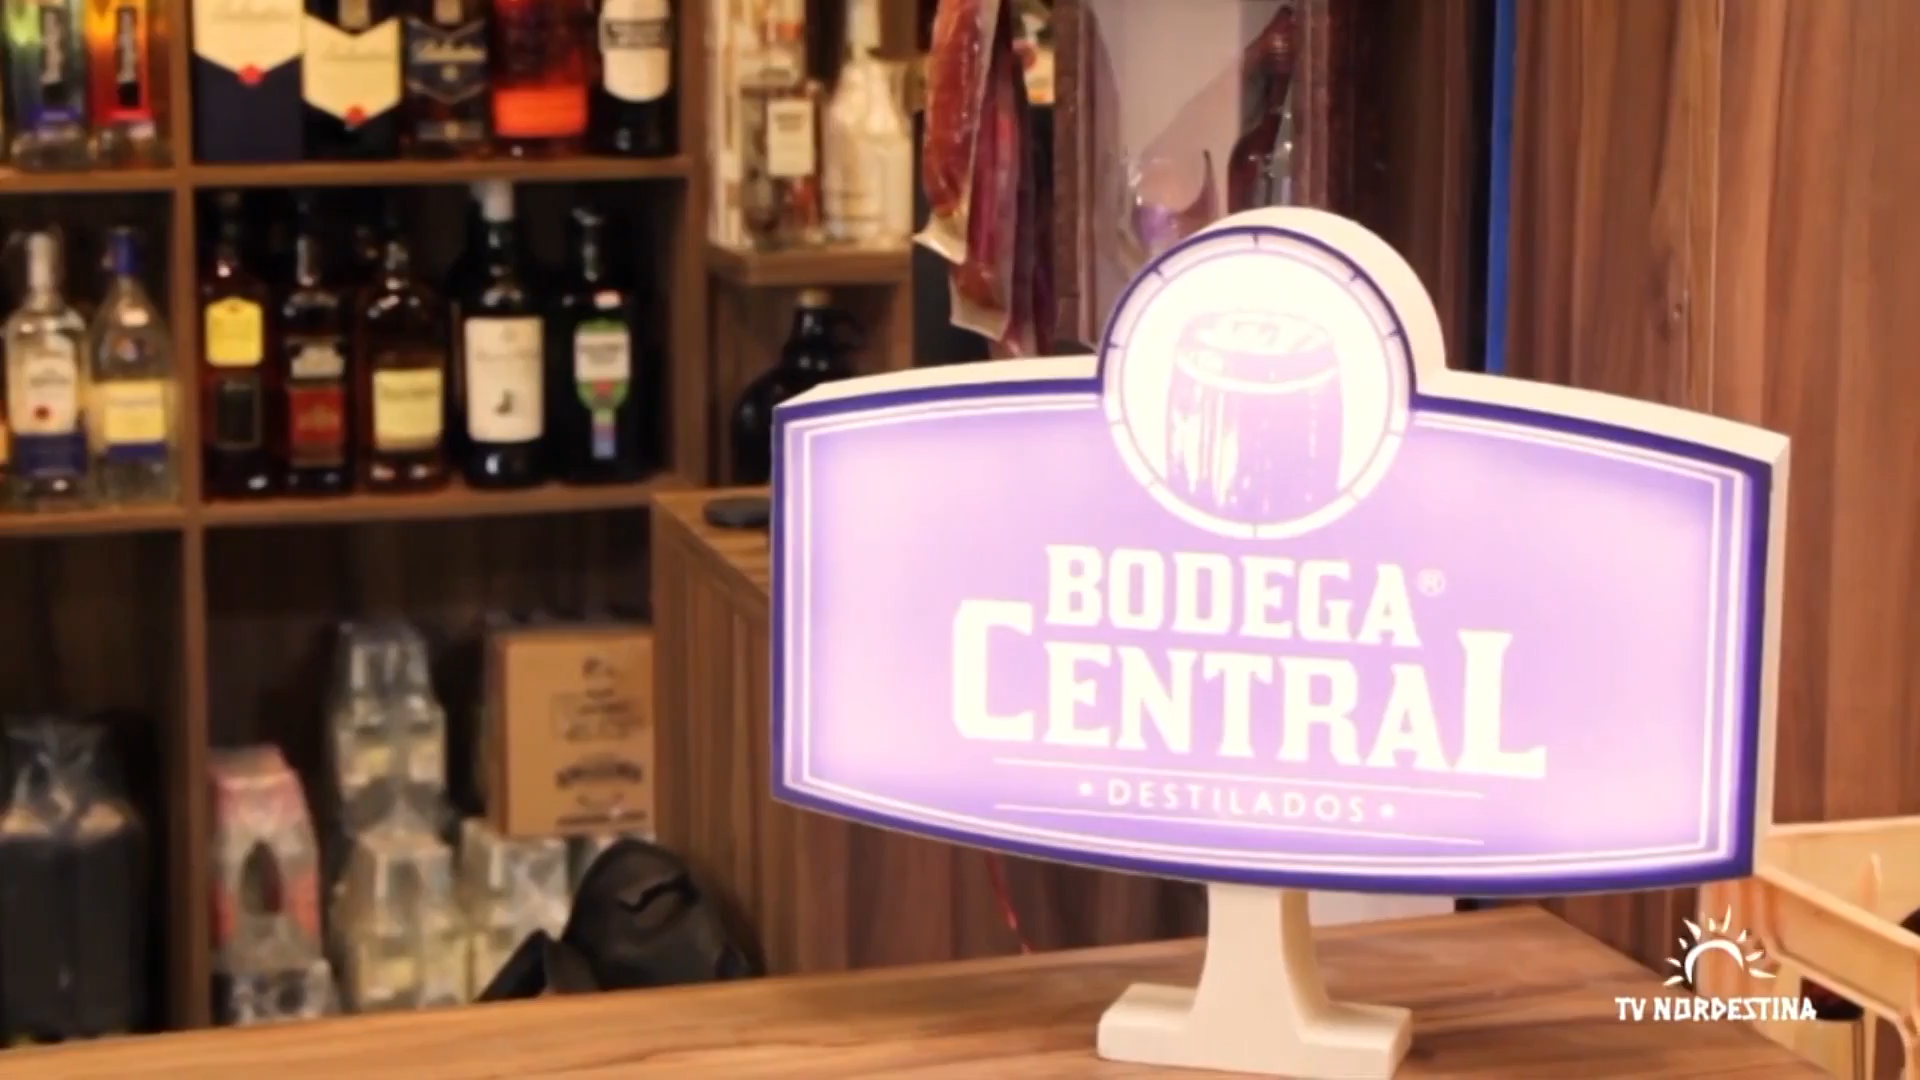 BODEGA®
CENTRAL
• DESTILADOS •
TV NORDESTINA